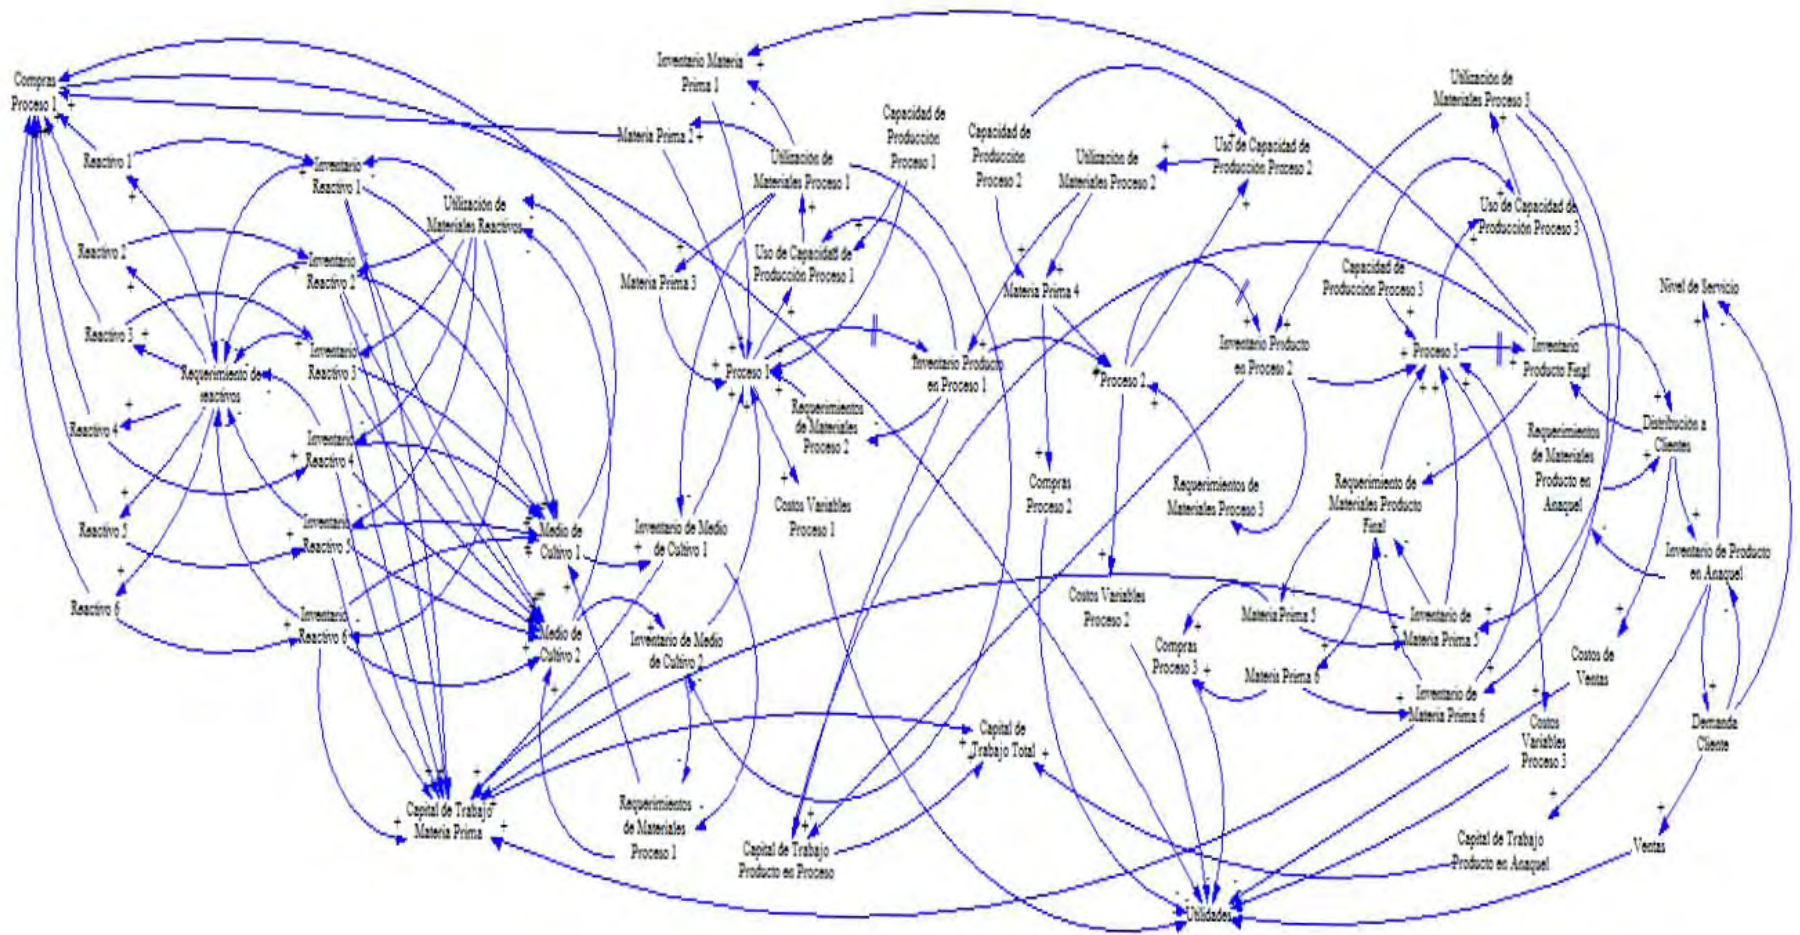 Compras
Proceso 1
Reactivo 1
Reactivo 2
Reactivo 3
Requerimiento de
reactivos
Reactivo 4
Reactivo 5
Reactivo 6
Inventario
Reactivo 1
Utilización de
Materiales Reactivos
Inventario
Reactivo 2
Inventario
Reactivo 3
Inventario
Reactivo 4
Inventario
Reactivo 5
Inventario
Reactivo 6
Medio de
Cultivo 1
Medio de
Cultivo 2
Capital de Trabajo
Materia Prima
Inventario Materia
Prima 1
Materia Prima 2
Utilización de
Materiales Proceso 1
Capacidad de
Producción
Proceso 1
Materia Prima 3
Uso de Capacidad de
Producción Proceso 1
Proceso 1
Requerimientos
de Materiales
Proceso 2
Costos Variables
Proceso 1
Inventario de Medio
de Cultivo 1
Inventario de Medio
de Cultivo 2
Requerimientos
de Materiales
Proceso 1
Capital de Trabajo
Producto en Proceso
Inventario Producto
en Proceso 1
Capital de
Trabajo Total
Capacidad de
Producción
Proceso 2
Utilización de
Materiales Proceso 2
Uso de Capacidad de
Producción Proceso 2
Materia Prima 4
Proceso 2
Compras
Proceso 2
Costos Variables
Proceso 2
Requerimientos de
Materiales Proceso 3
Inventario Producto
en Proceso 2
Utilización de
Materiales Proceso 3
Uso de Capacidad de
Producción Proceso 3
Capacidad de
Producción Proceso 3
Proceso 3
Inventario
Producto Final
Requerimiento de
Materiales Producto
Final
Requerimientos
de Materiales
Producto en
Anaquel
Distribución a
Clientes
Nivel de Servicio
Inventario de Producto
en Anaquel
Materia Prima 5
Inventario de
Materia Prima 5
Compras
Proceso 3
Materia Prima 6
Inventario de
Materia Prima 6
Costos de
Ventas
Costos
Variables
Proceso 3
Demanda
Cliente
Capital de Trabajo
Producto en Anaquel
Ventas
Utilidades